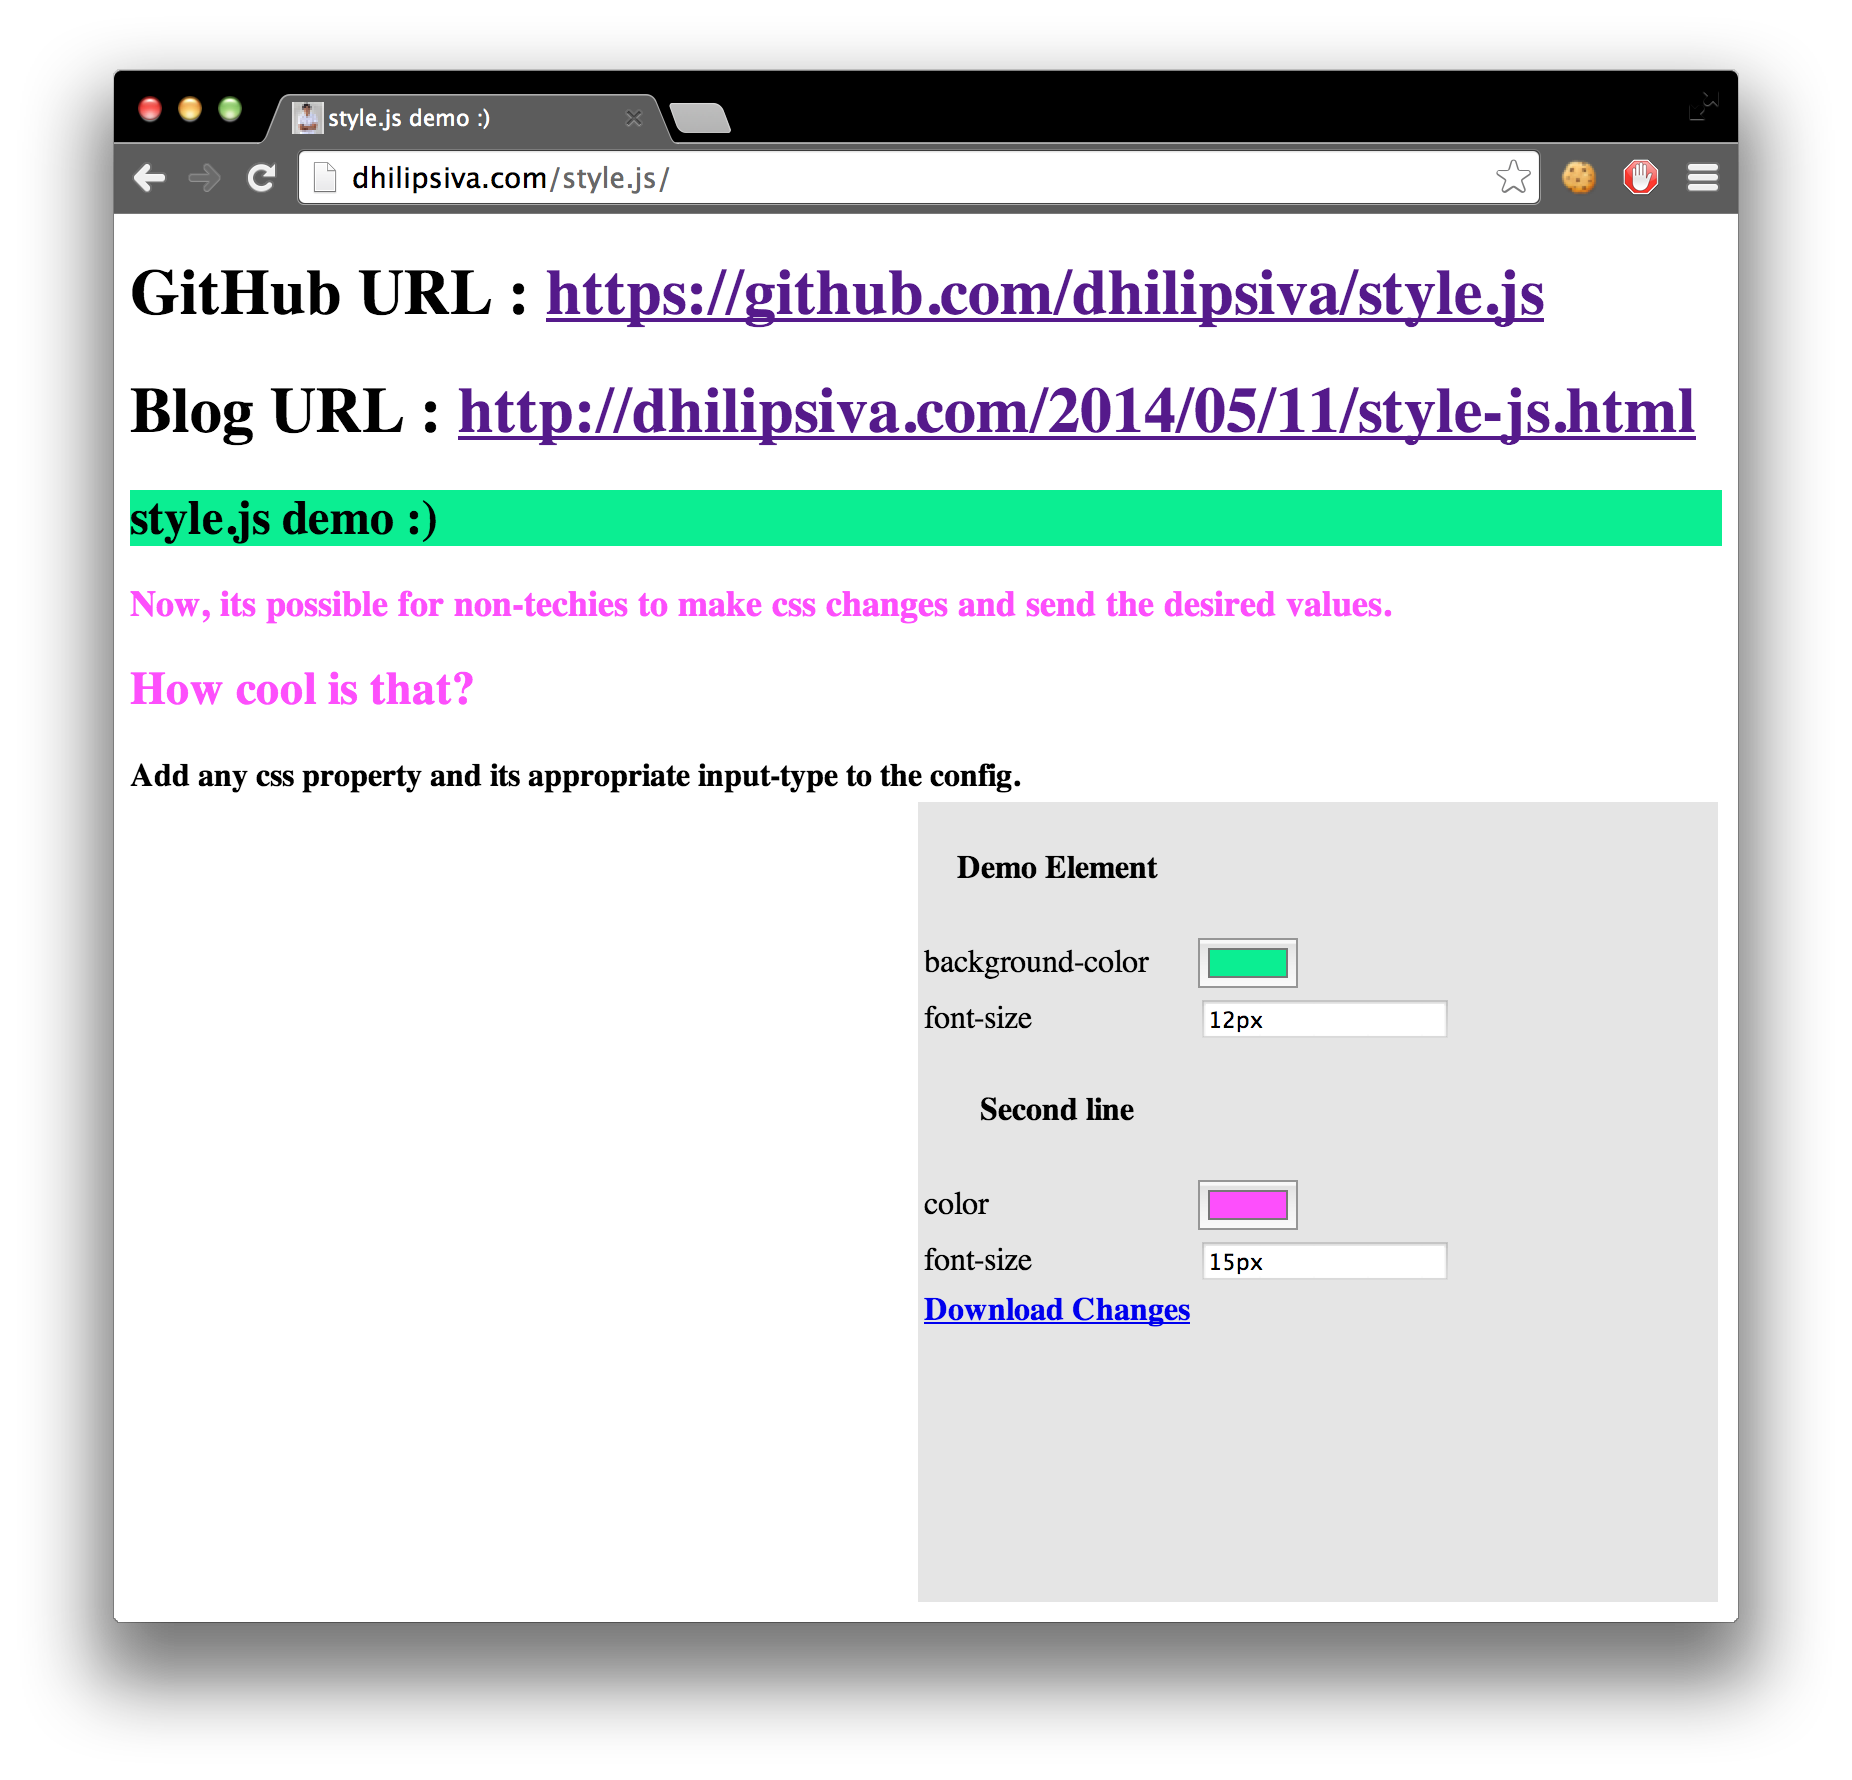 style.js demo :)
dhilipsiva.com/style.js/
GitHub URL : https://github.com/dhilipsiva/style.js
Blog URL : http://dhilipsiva.com/2014/05/11/style-js.html
style.js demo :)
Now, its possible for non-techies to make css changes and send the desired values.
How cool is that?
Add any css property and its appropriate input-type to the config.
Demo Element
background-color
font-size 12px
Second line
color
font-size 15px
Download Changes